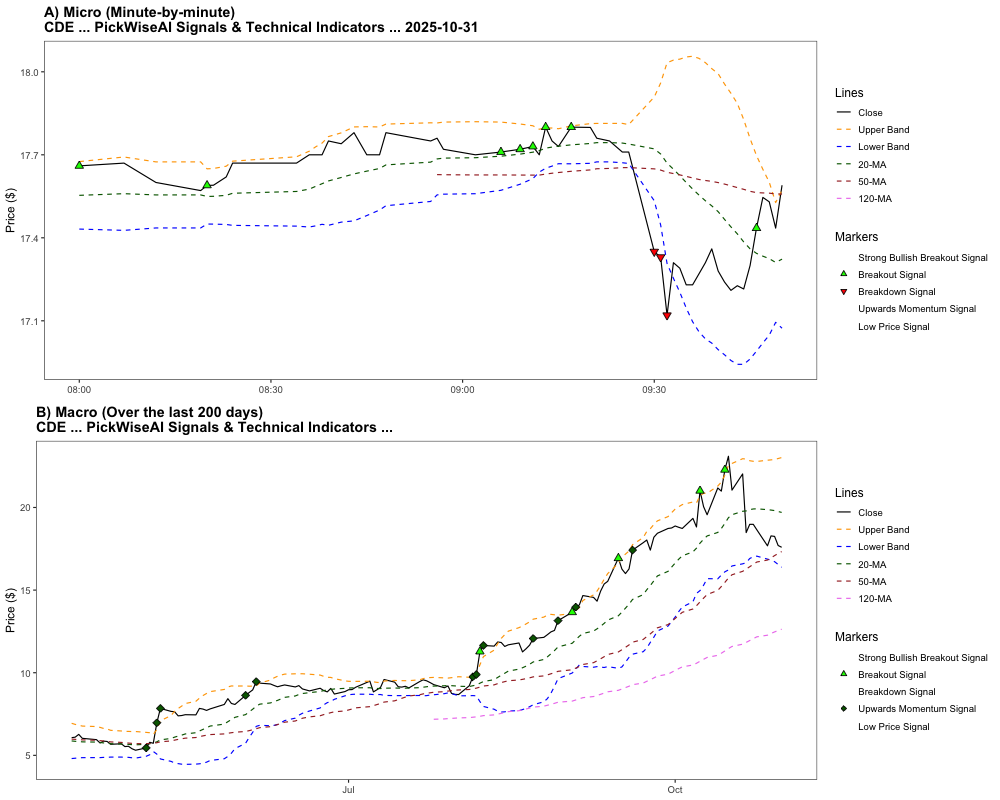 A) Micro (Minute-by-minute)
CDE ... PickWiseAI Signals & Technical Indicators ... 2025-10-31
Price ($)
18.0
17.7
17.4
17.1
08:00
08:30
09:00
09:30
Lines
Close
Upper Band
Lower Band
20-MA
50-MA
120-MA
Markers
Strong Bullish Breakout Signal
Breakout Signal
Breakdown Signal
Upwards Momentum Signal
Low Price Signal
B) Macro (Over the last 200 days)
CDE ... PickWiseAI Signals & Technical Indicators ...
Price ($)
20
15
10
5
Jul
Oct
Lines
Close
Upper Band
Lower Band
20-MA
50-MA
120-MA
Markers
Strong Bullish Breakout Signal
Breakout Signal
Breakdown Signal
Upwards Momentum Signal
Low Price Signal